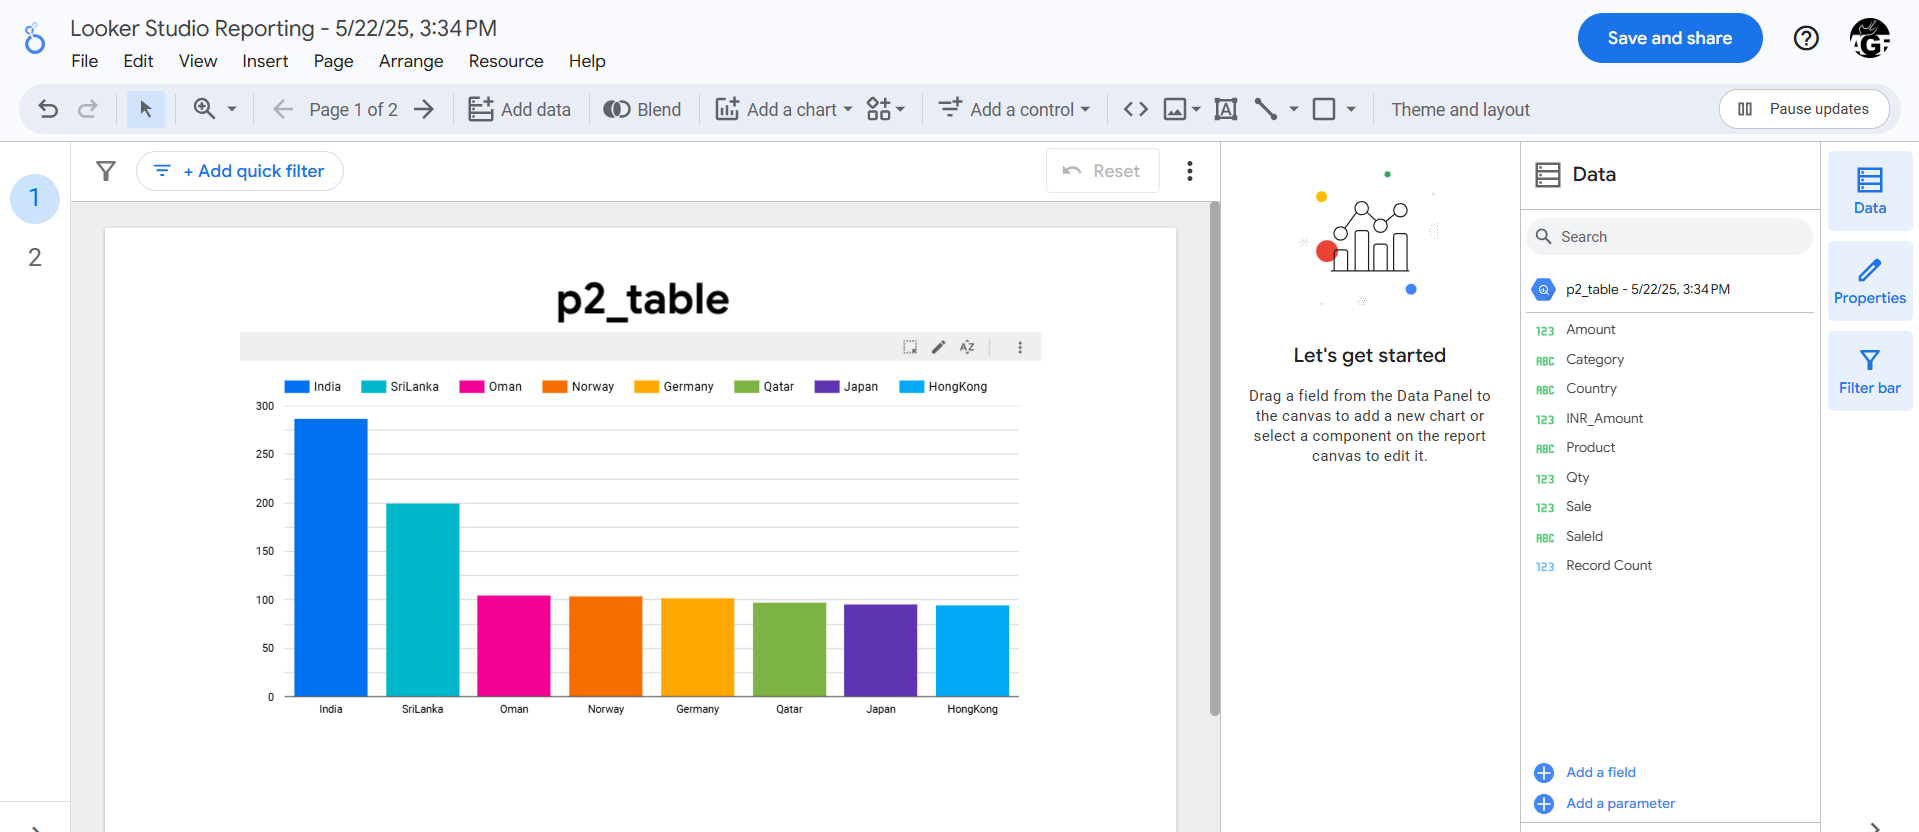 Looker Studio Reporting - 5/22/25, 3:34 PM
File Edit View Insert Page Arrange Resource Help
Save and share
AGF
Page 1 of 2 Add data Blend Add a chart Add a control Theme and layout Pause updates
1
2
+ Add quick filter
Reset
p2_table
India SriLanka Oman Norway Germany Qatar Japan HongKong
300
250
200
150
100
50
0
India SriLanka Oman Norway Germany Qatar Japan HongKong
Let's get started
Drag a field from the Data Panel to
the canvas to add a new chart or
select a component on the report
canvas to edit it.
Data
Search
p2_table - 5/22/25, 3:34 PM
123 Amount
ABC Category
ABC Country
123 INR_Amount
ABC Product
123 Qty
123 Sale
ABC SaleId
123 Record Count
Add a field
Add a parameter
Data
Properties
Filter bar